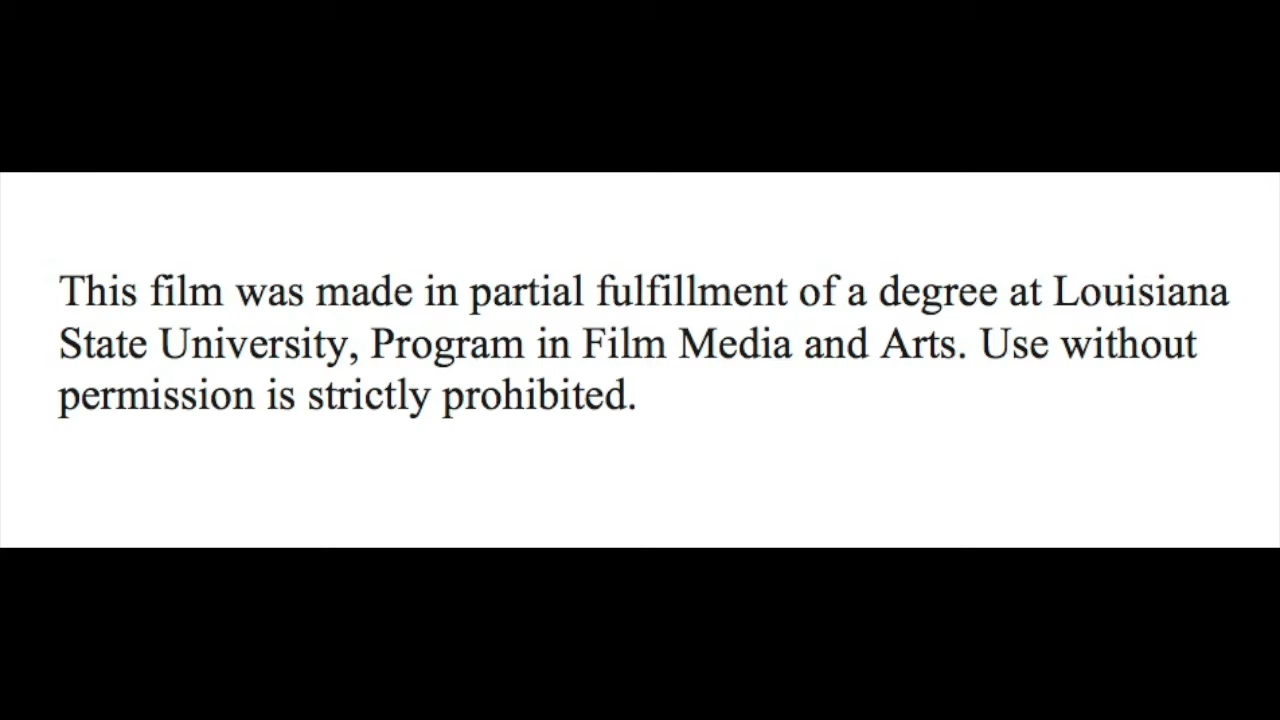 This film was made in partial fulfillment of a degree at Louisiana
State University, Program in Film Media and Arts. Use without
permission is strictly prohibited.